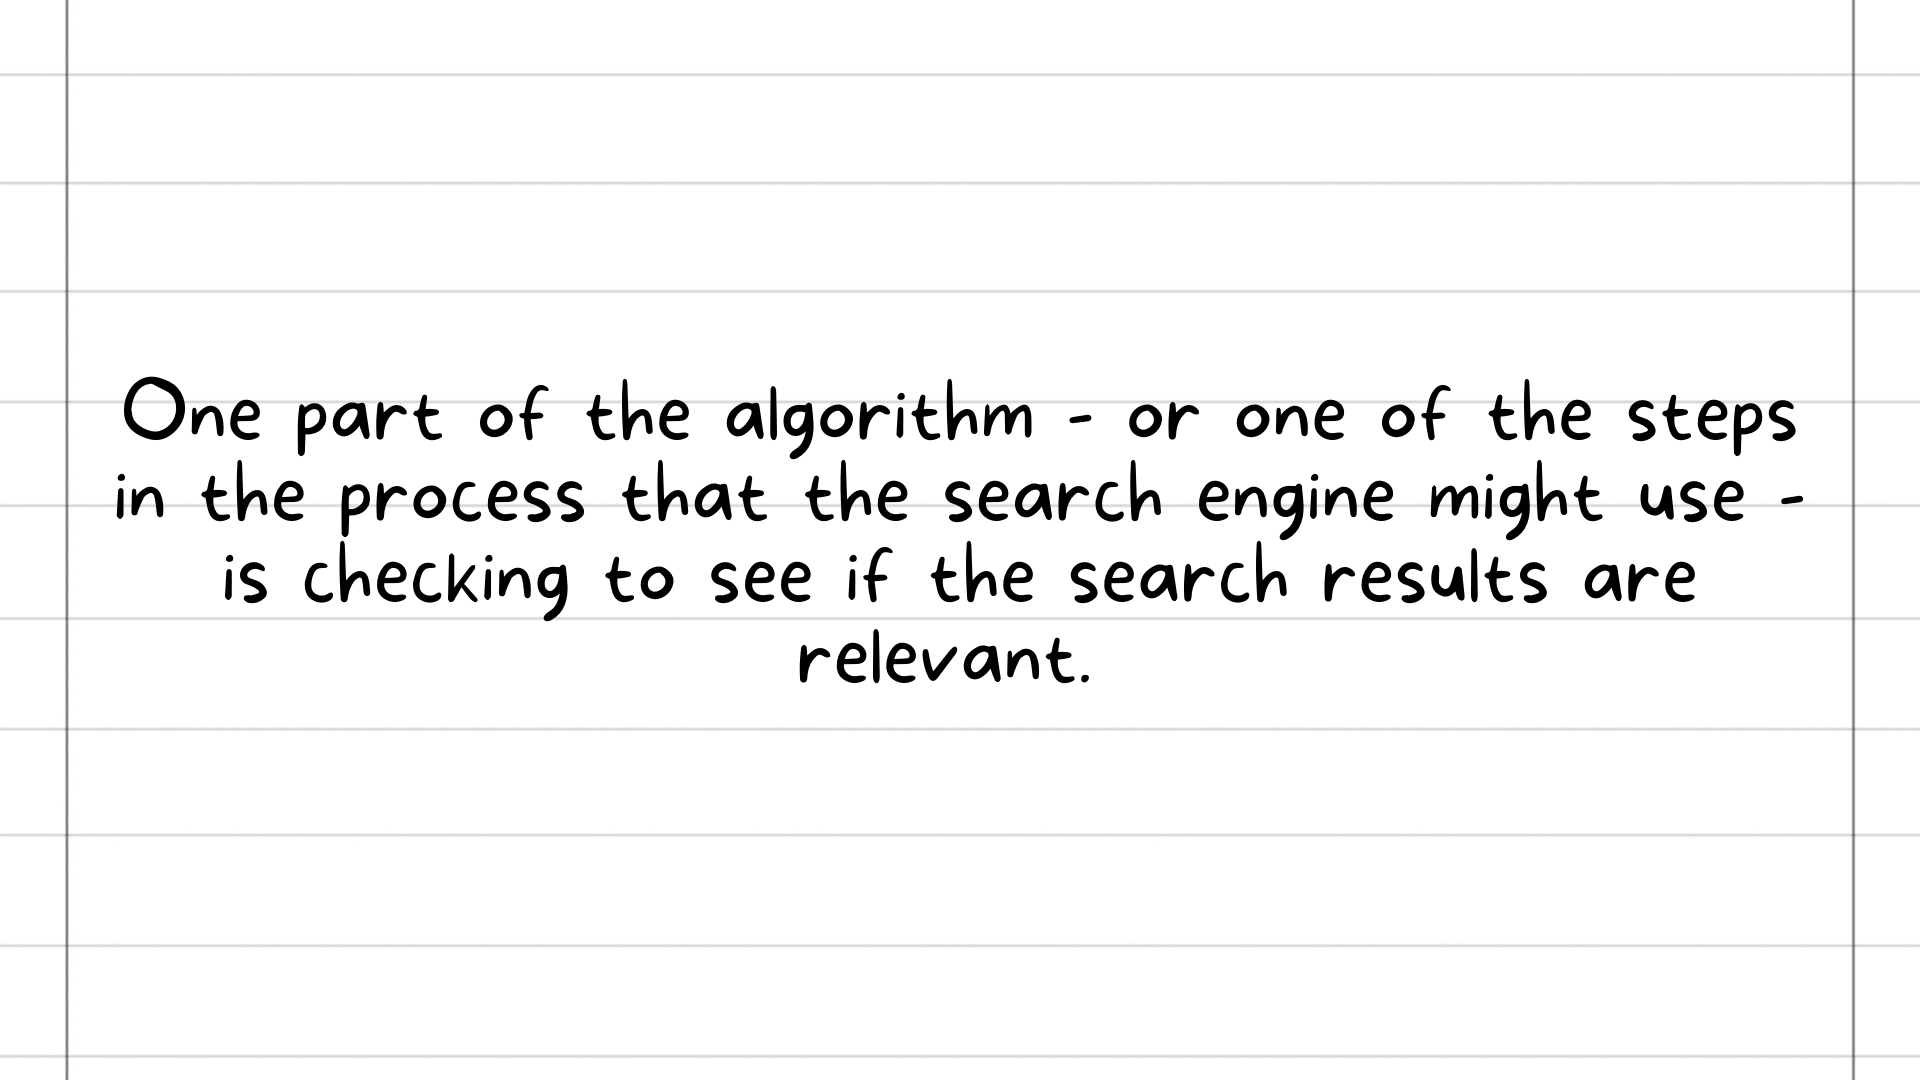 One part of the algorithm - or one of the steps
in the process that the search engine might use -
is checking to see if the search results are
relevant.